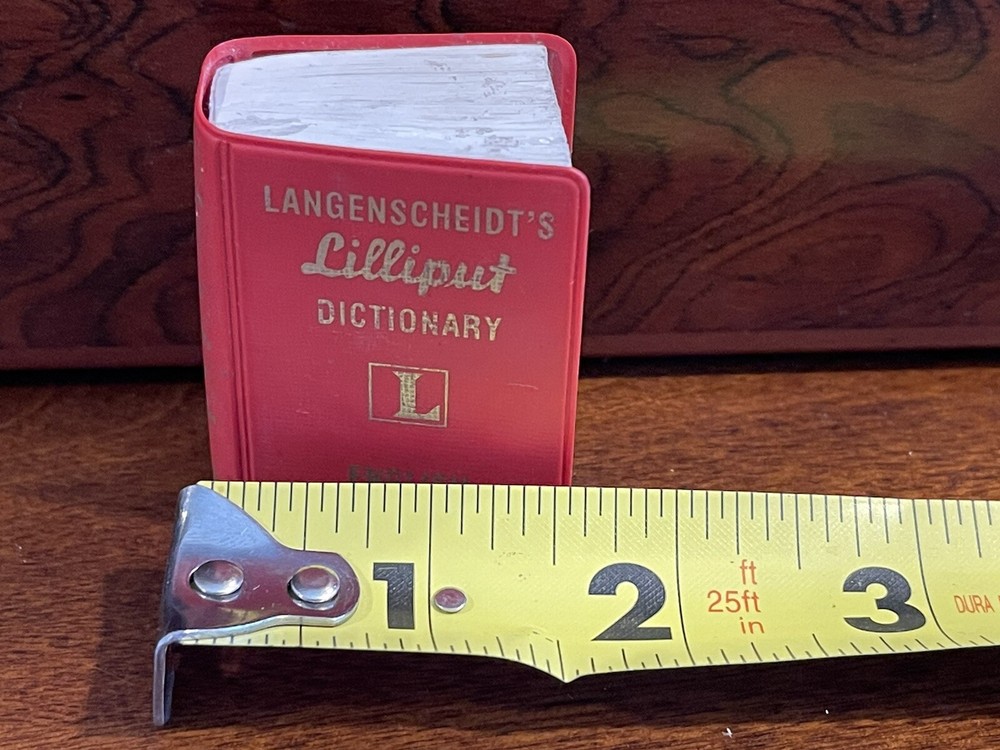 LANGENSCHEIDT'S
Lilliput
DICTIONARY
L
1 2 3
ft
25ft
in
DURA